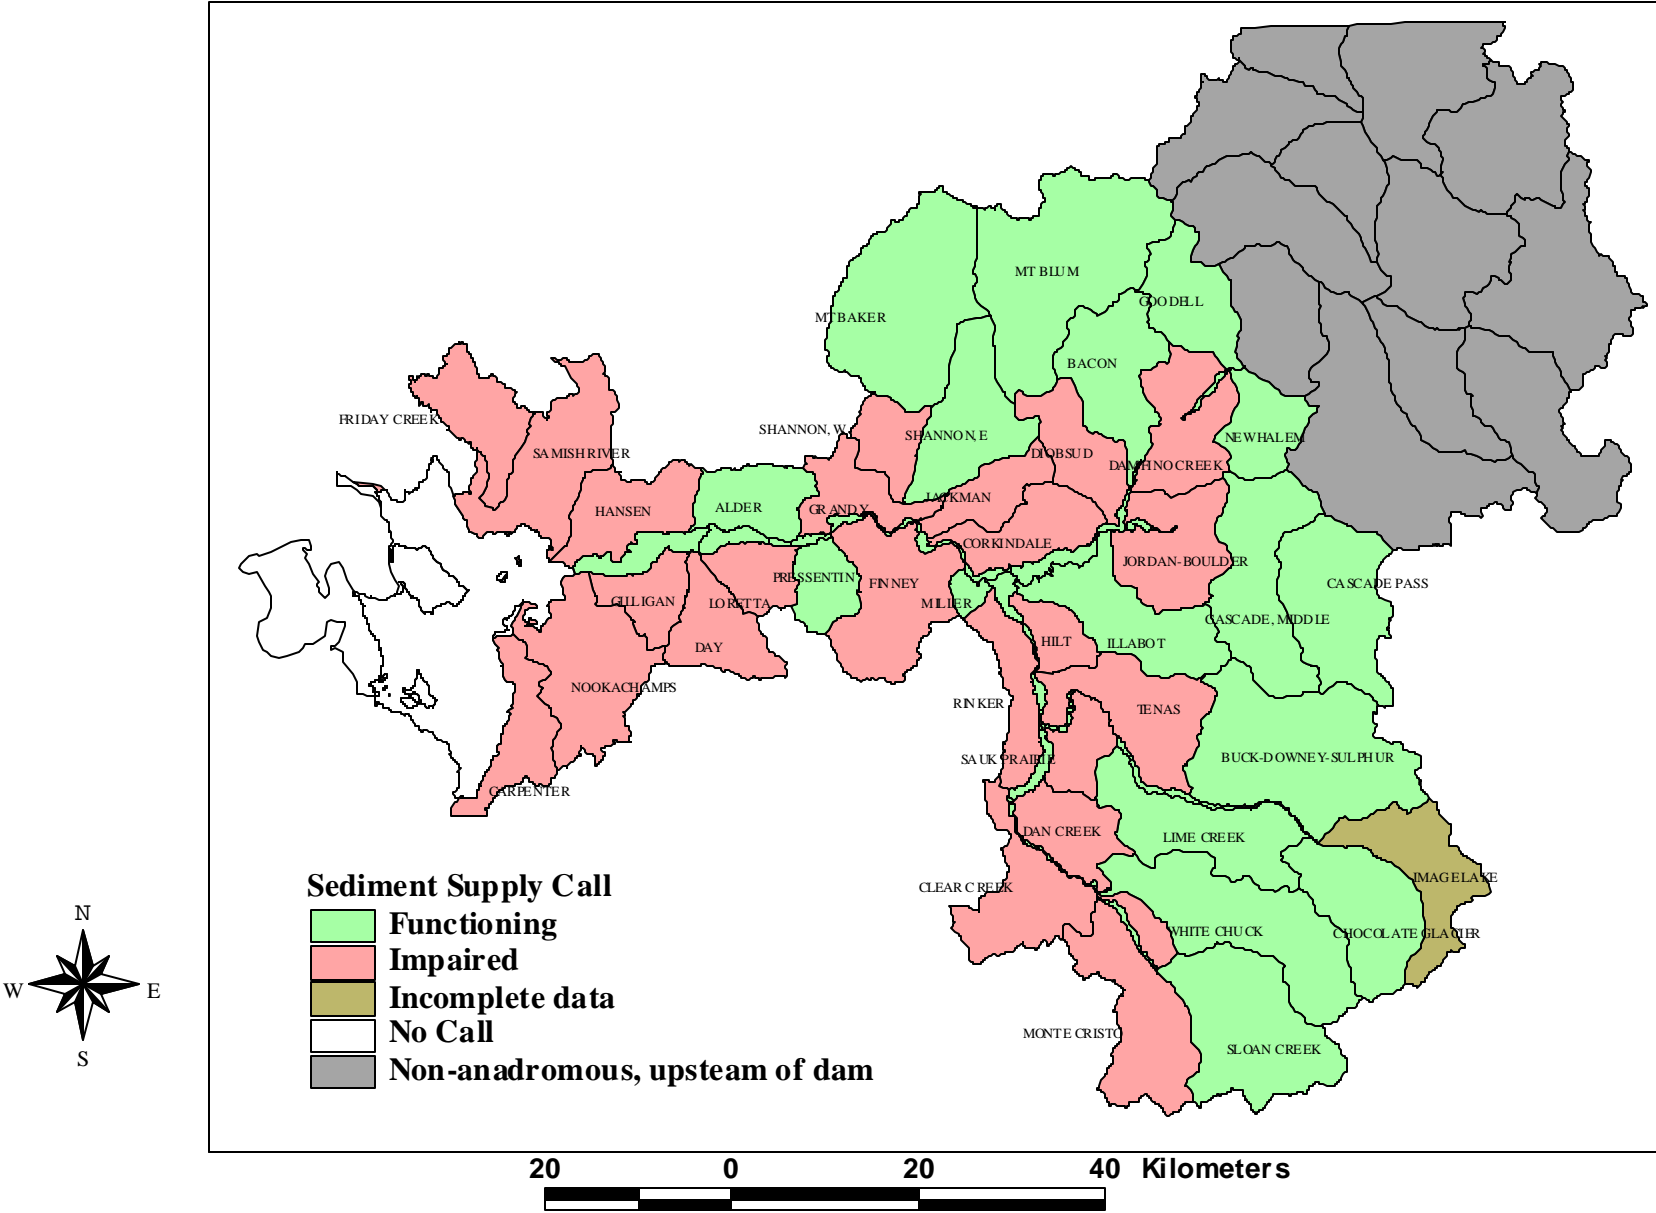 MT BLUM
GOODELL
MT BAKER
BACON
FRIDAY CREEK
SHANNON, W.
SHANNON, E
NEWHALEM
SAMISH RIVER
DIOBSUD
DAMHNO CREEK
JACKMAN
HANSEN
ALDER
GRANDY
CORKINDALE
JORDAN-BOULDER
PRESSENTIN
FINNEY
CASCADE PASS
GILLIGAN
LORETTA
MILLER
CASCADE, MIDDLE
HILT
ILLABOT
DAY
NOOKACHAMPS
RINKER
TENAS
SAUK PRAIRIE
BUCK-DOWNEY-SULPHUR
CARPENTER
DAN CREEK
LIME CREEK
CLEAR CREEK
IMAGE LAKE
WHITE CHUCK
CHOCOLATE GLACIER
MONTE CRISTO
SLOAN CREEK
Sediment Supply Call
Functioning
Impaired
Incomplete data
No Call
Non-anadromous, upsteam of dam
N
W E
S
20 0 20 40 Kilometers